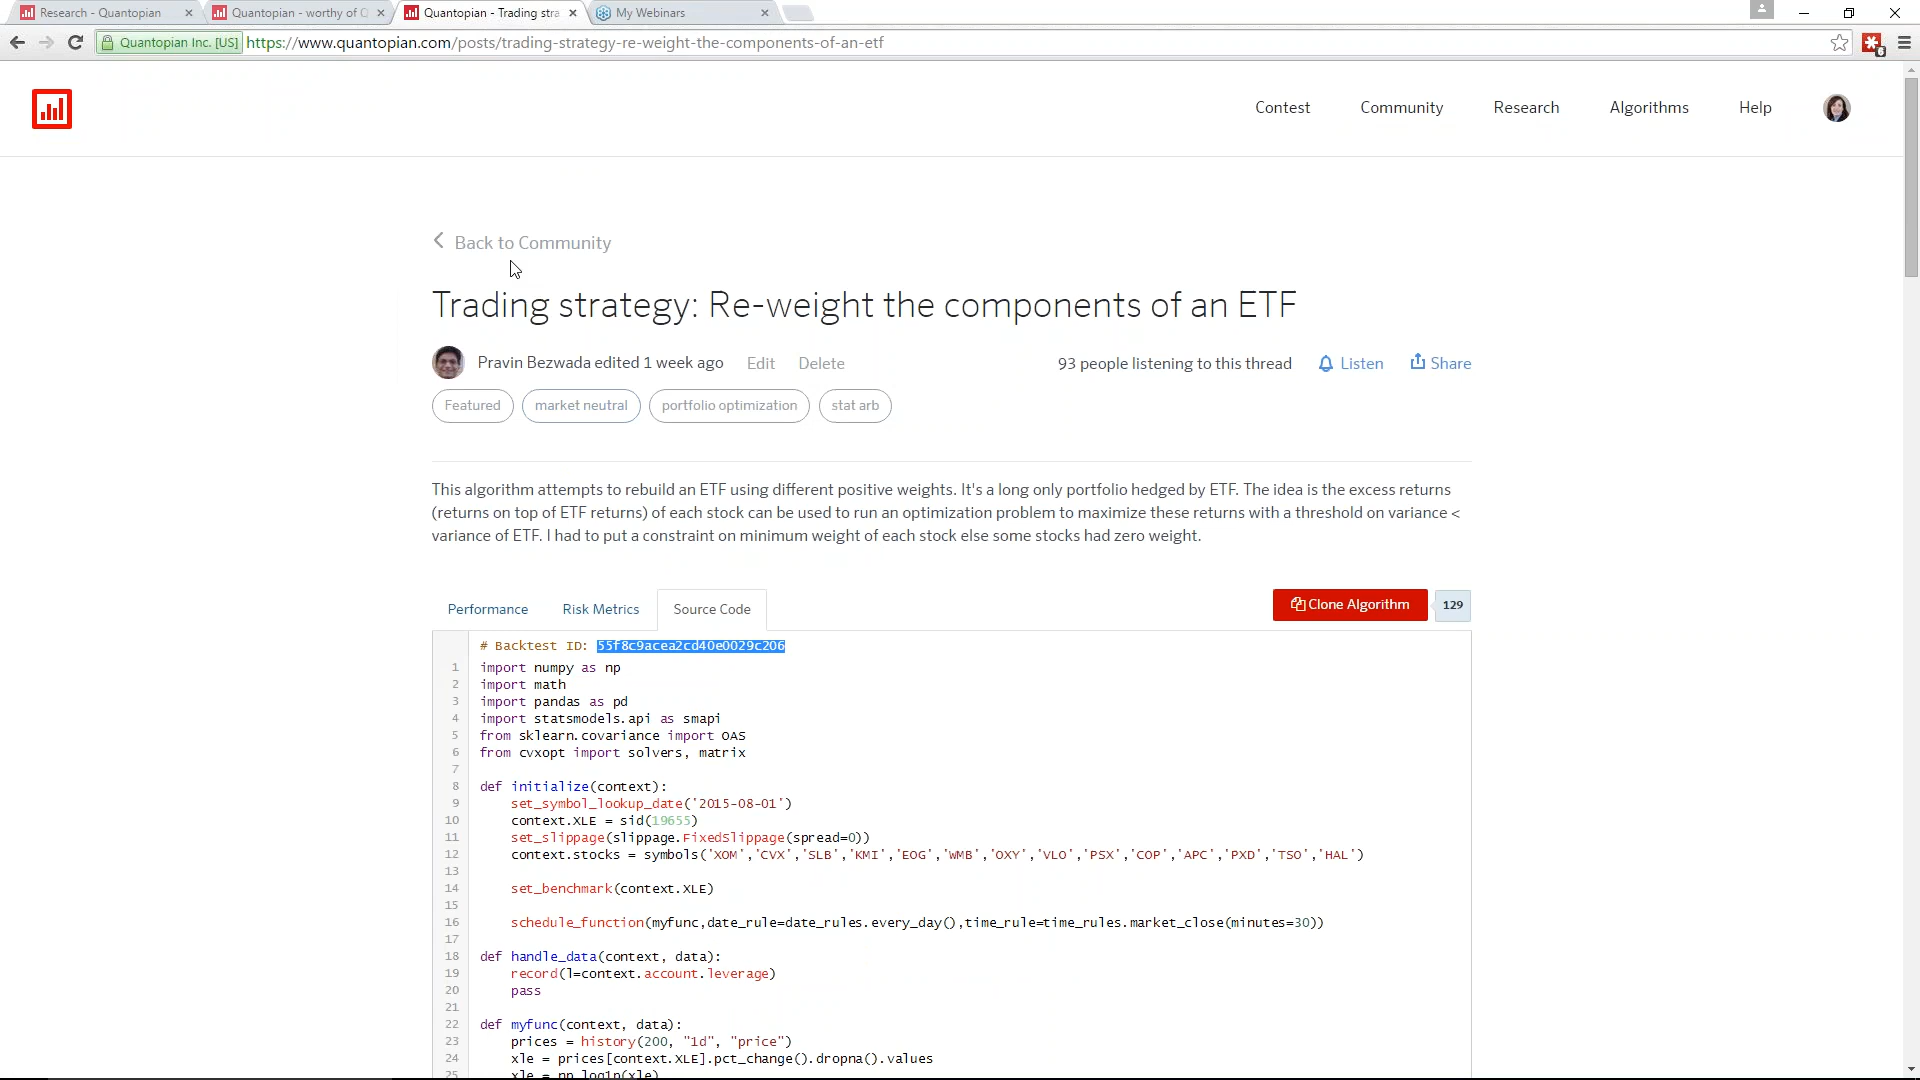 Research - Quantopian
Quantopian - worthy of Q
Quantopian - Trading stra
My Webinars
Quantopian Inc. [US]
https://www.quantopian.com/posts/trading-strategy-re-weight-the-components-of-an-etf
Contest
Community
Research
Algorithms
Help
Back to Community
Trading strategy: Re-weight the components of an ETF
Pravin Bezwada edited 1 week ago Edit Delete
93 people listening to this thread Listen Share
Featured
market neutral
portfolio optimization
stat arb
This algorithm attempts to rebuild an ETF using different positive weights. It's a long only portfolio hedged by ETF. The idea is the excess returns
(returns on top of ETF returns) of each stock can be used to run an optimization problem to maximize these returns with a threshold on variance <
variance of ETF. I had to put a constraint on minimum weight of each stock else some stocks had zero weight.
Performance
Risk Metrics
Source Code
Clone Algorithm
129
# Backtest ID: 55f8c9acea2cd40e0029c206
1 import numpy as np
2 import math
3 import pandas as pd
4 import statsmodels.api as smapi
5 from sklearn.covariance import OAS
6 from cvxopt import solvers, matrix
7
8 def initialize(context):
9 set_symbol_lookup_date('2015-08-01')
10 context.XLE = sid(19655)
11 set_slippage(slippage.FixedSlippage(spread=0))
12 context.stocks = symbols('XOM','CVX','SLB','KMI','EOG','WMB','OXY','VLO','PSX','COP','APC','PXD','TSO','HAL')
13
14 set_benchmark(context.XLE)
15
16 schedule_function(myfunc,date_rule=date_rules.every_day(),time_rule=time_rules.market_close(minutes=30))
17
18 def handle_data(context, data):
19 record(l=context.account.leverage)
20 pass
21
22 def myfunc(context, data):
23 prices = history(200, "1d", "price")
24 xle = prices[context.XLE].pct_change().dropna().values
25 xle = np.log1p(xle)